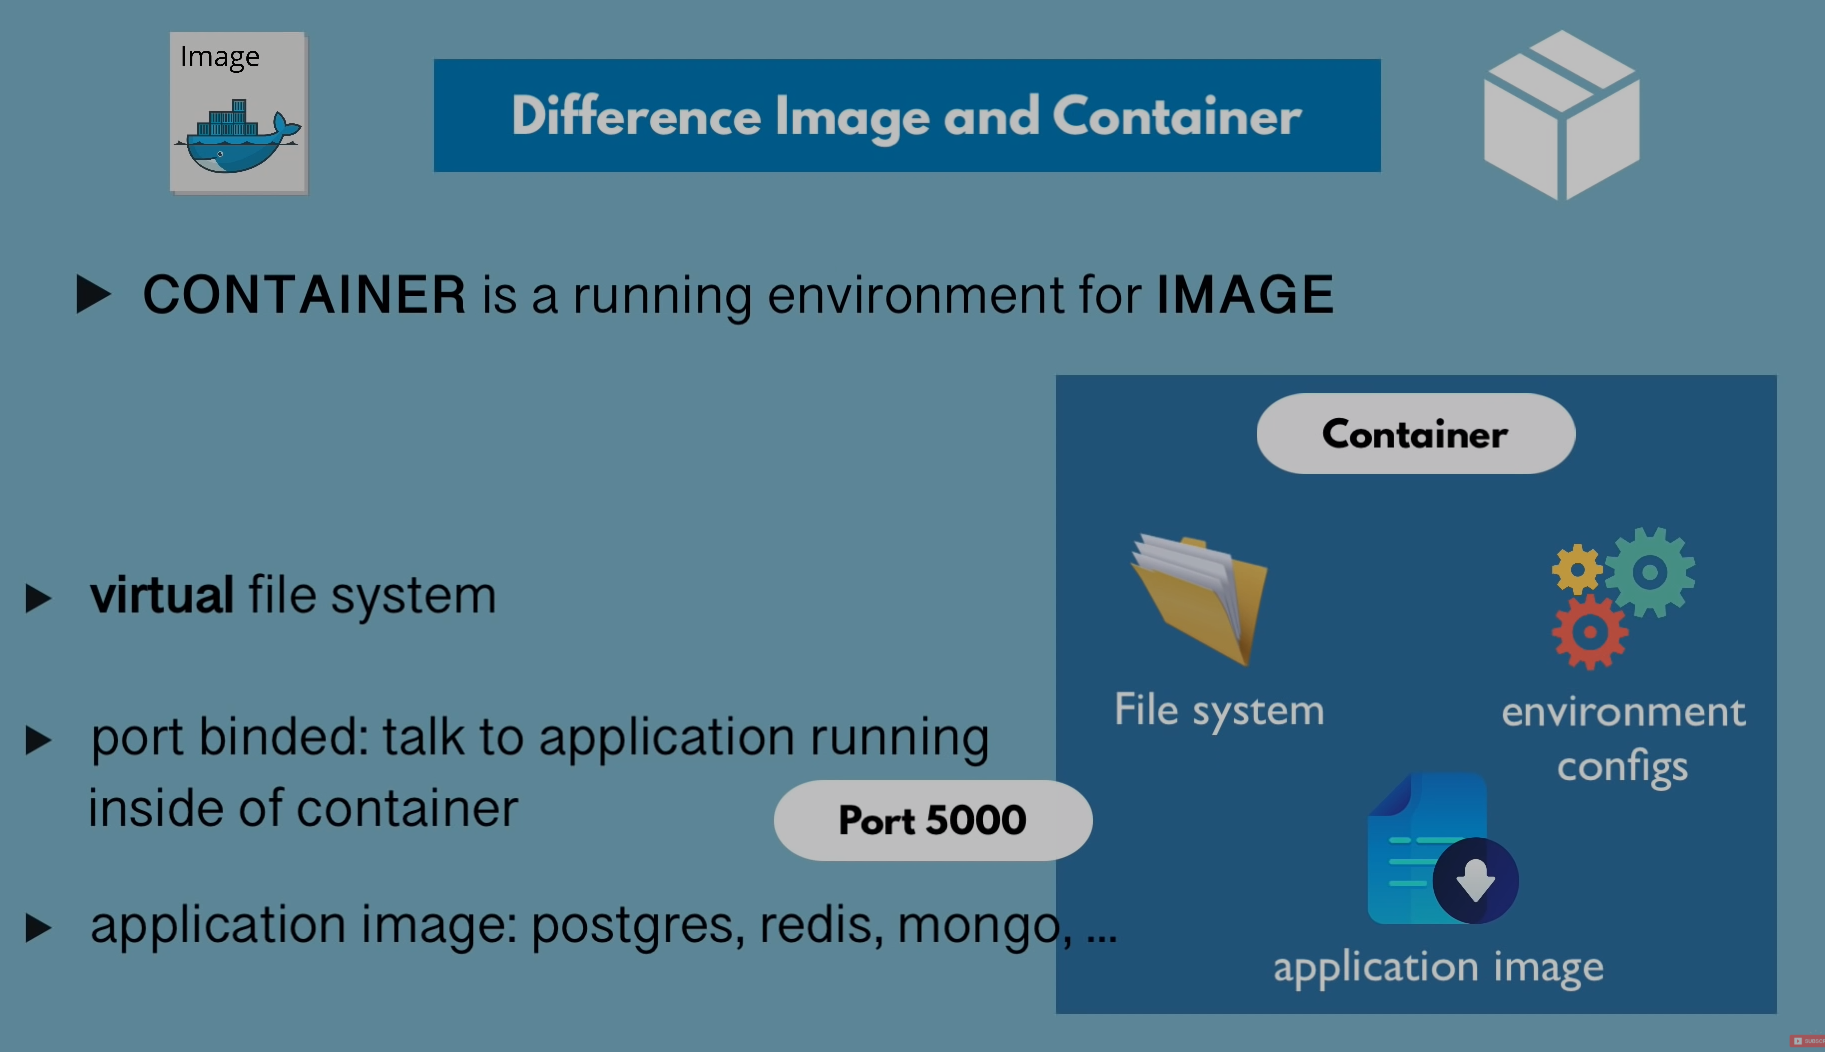 Image
Difference Image and Container
CONTAINER is a running environment for IMAGE
virtual file system
port binded: talk to application running
inside of container
application image: postgres, redis, mongo, ...
Port 5000
Container
File system
environment
configs
application image